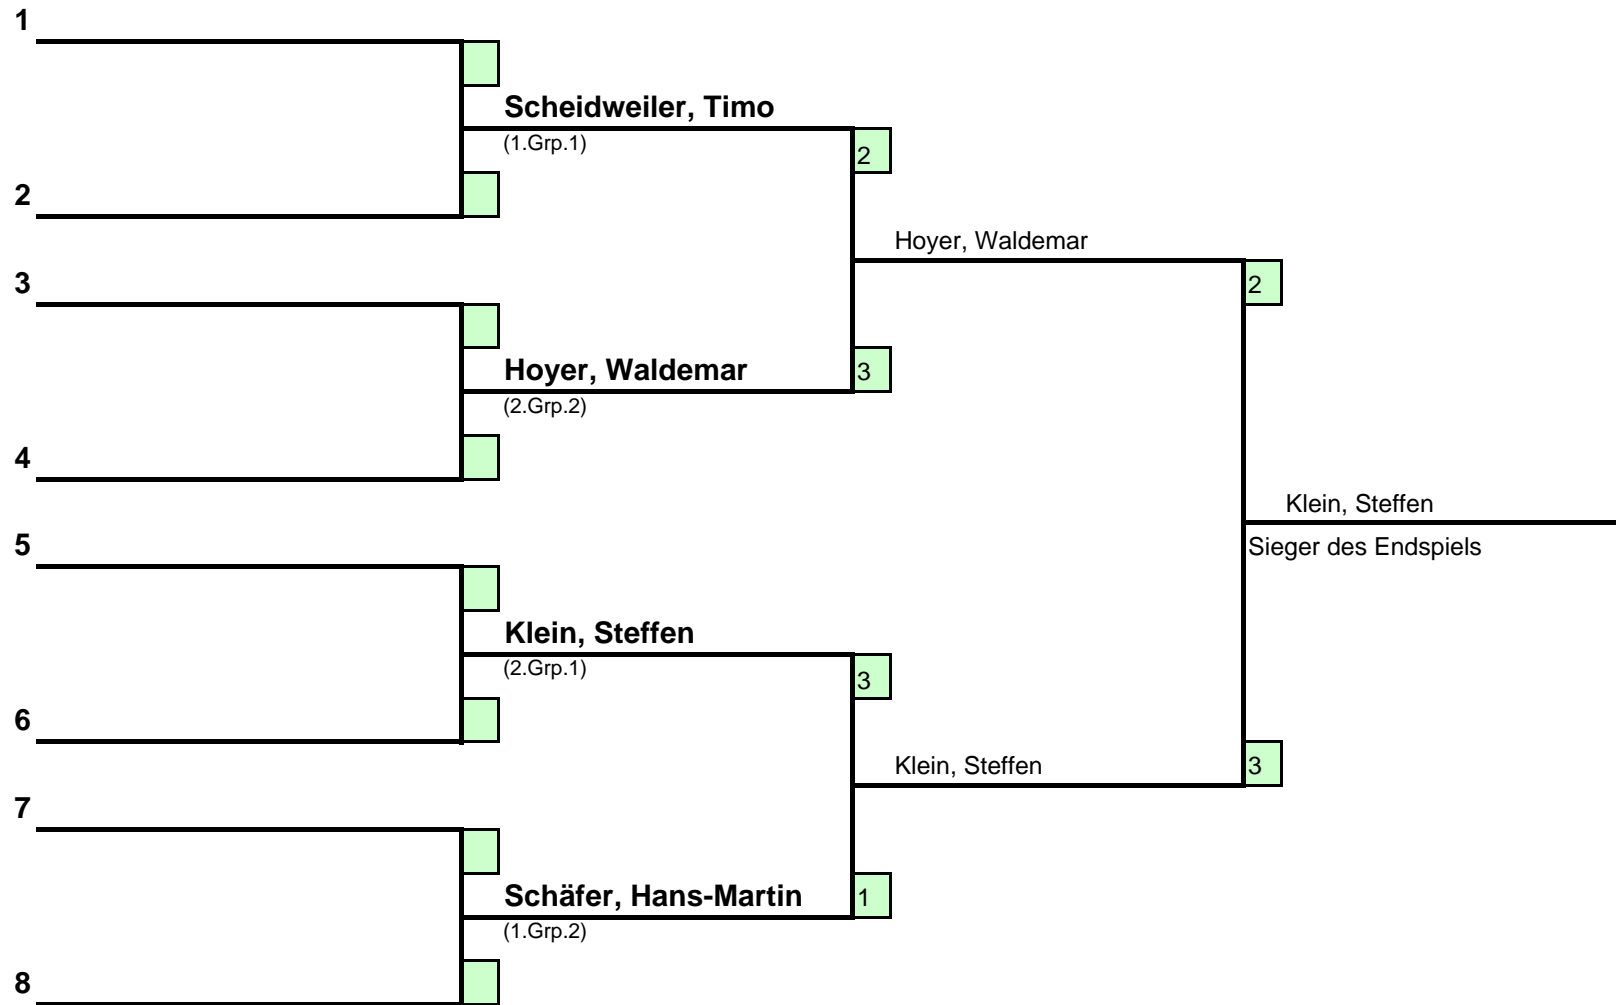 1
Scheidweiler, Timo
(1.Grp.1)
2
2
Hoyer, Waldemar
3
2
Hoyer, Waldemar
3
(2.Grp.2)
4
Klein, Steffen
5
Sieger des Endspiels
Klein, Steffen
(2.Grp.1)
3
6
Klein, Steffen
3
7
Schäfer, Hans-Martin
1
(1.Grp.2)
8